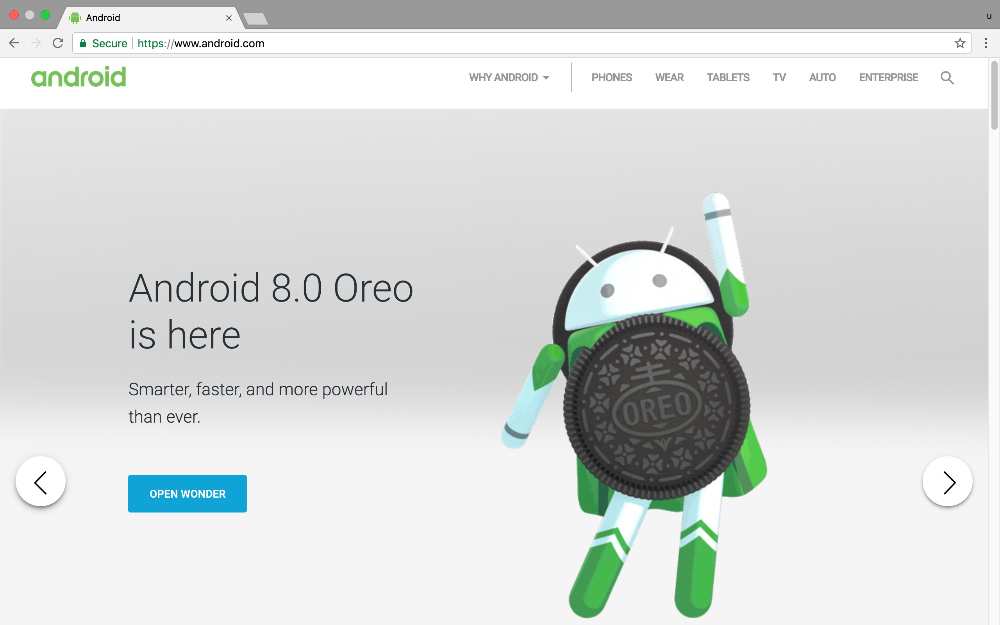 Android
u
Secure https://www.android.com
android
WHY ANDROID PHONES WEAR TABLETS TV AUTO ENTERPRISE
Android 8.0 Oreo
is here
Smarter, faster, and more powerful
than ever.
OREO
OPEN WONDER